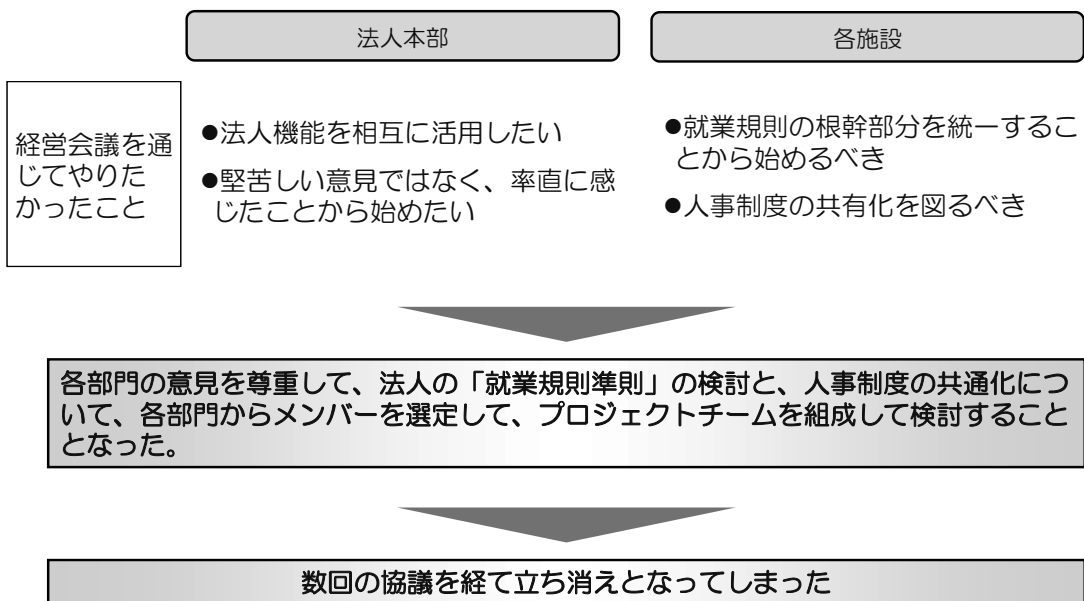 法人本部
各施設
経営会議を通
じてやりた
かったこと
●法人機能を相互に活用したい
●堅苦しい意見ではなく、率直に感
じたことから始めたい
●就業規則の根幹部分を統一するこ
とから始めるべき
●人事制度の共有化を図るべき
各部門の意見を尊重して、法人の「就業規則準則」の検討と、人事制度の共通化につ
いて、各部門からメンバーを選定して、プロジェクトチームを組成して検討すること
となった。
数回の協議を経て立ち消えとなってしまった